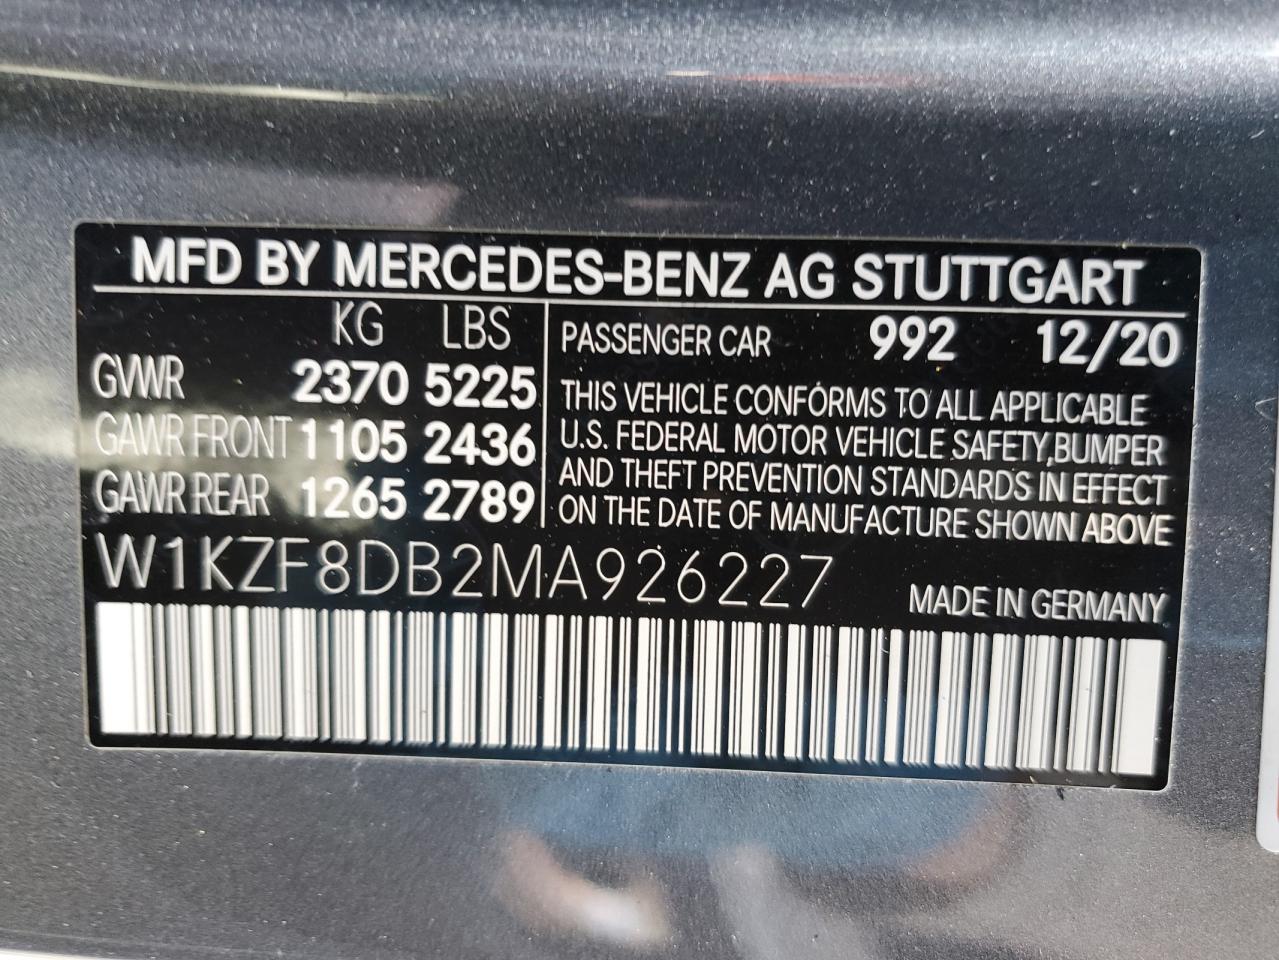 MFD BY MERCEDES-BENZ AG STUTTGART
KG LBS
GVWR 2370 5225
GAWR FRONT 1105 2436
GAWR REAR 1265 2789
PASSENGER CAR 992 12/20
THIS VEHICLE CONFORMS TO ALL APPLICABLE
U.S. FEDERAL MOTOR VEHICLE SAFETY, BUMPER
AND THEFT PREVENTION STANDARDS IN EFFECT
ON THE DATE OF MANUFACTURE SHOWN ABOVE
W1KZF8DB2MA926227
MADE IN GERMANY